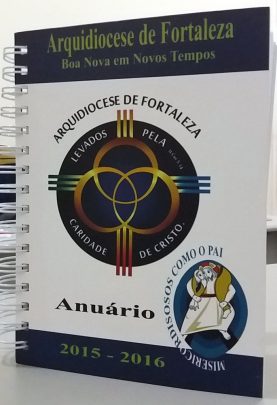 Arquidiocese de Fortaleza
Boa Nova em Novos Tempos
ARQUIDIOCESE DE FORTALEZA
LEVADOS PELA
CARIDADE DE CRISTO.
Anuário
MISERICORDIOSOS COMO O PAI
2015 - 2016